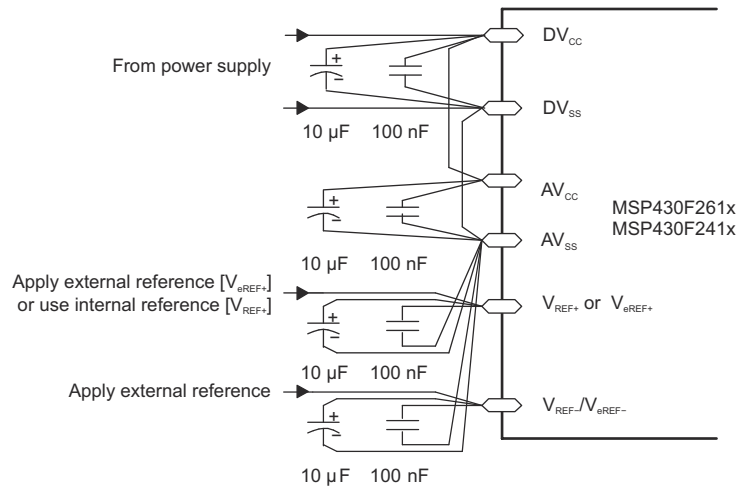 DVCC
From power supply
+
−
DVSS
10 µF 100 nF
AVCC
+
−
MSP430F261x
MSP430F241x
AVSS
10 µF 100 nF
Apply external reference [VeREF+]
or use internal reference [VREF+]
VREF+ or VeREF+
+
−
10 µF 100 nF
Apply external reference
VREF−/VeREF−
+
−
10 µF 100 nF